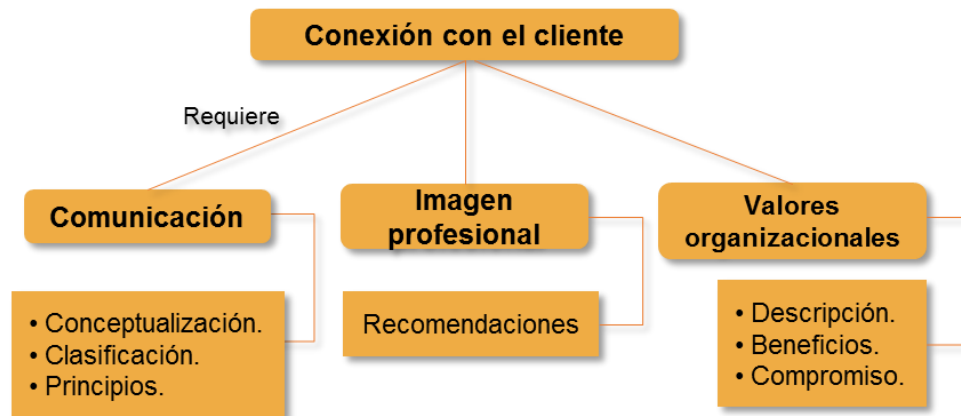 Conexión con el cliente
Requiere
Comunicación
Imagen
profesional
Valores
organizacionales
• Conceptualización.
• Clasificación.
• Principios.
Recomendaciones
• Descripción.
• Beneficios.
• Compromiso.